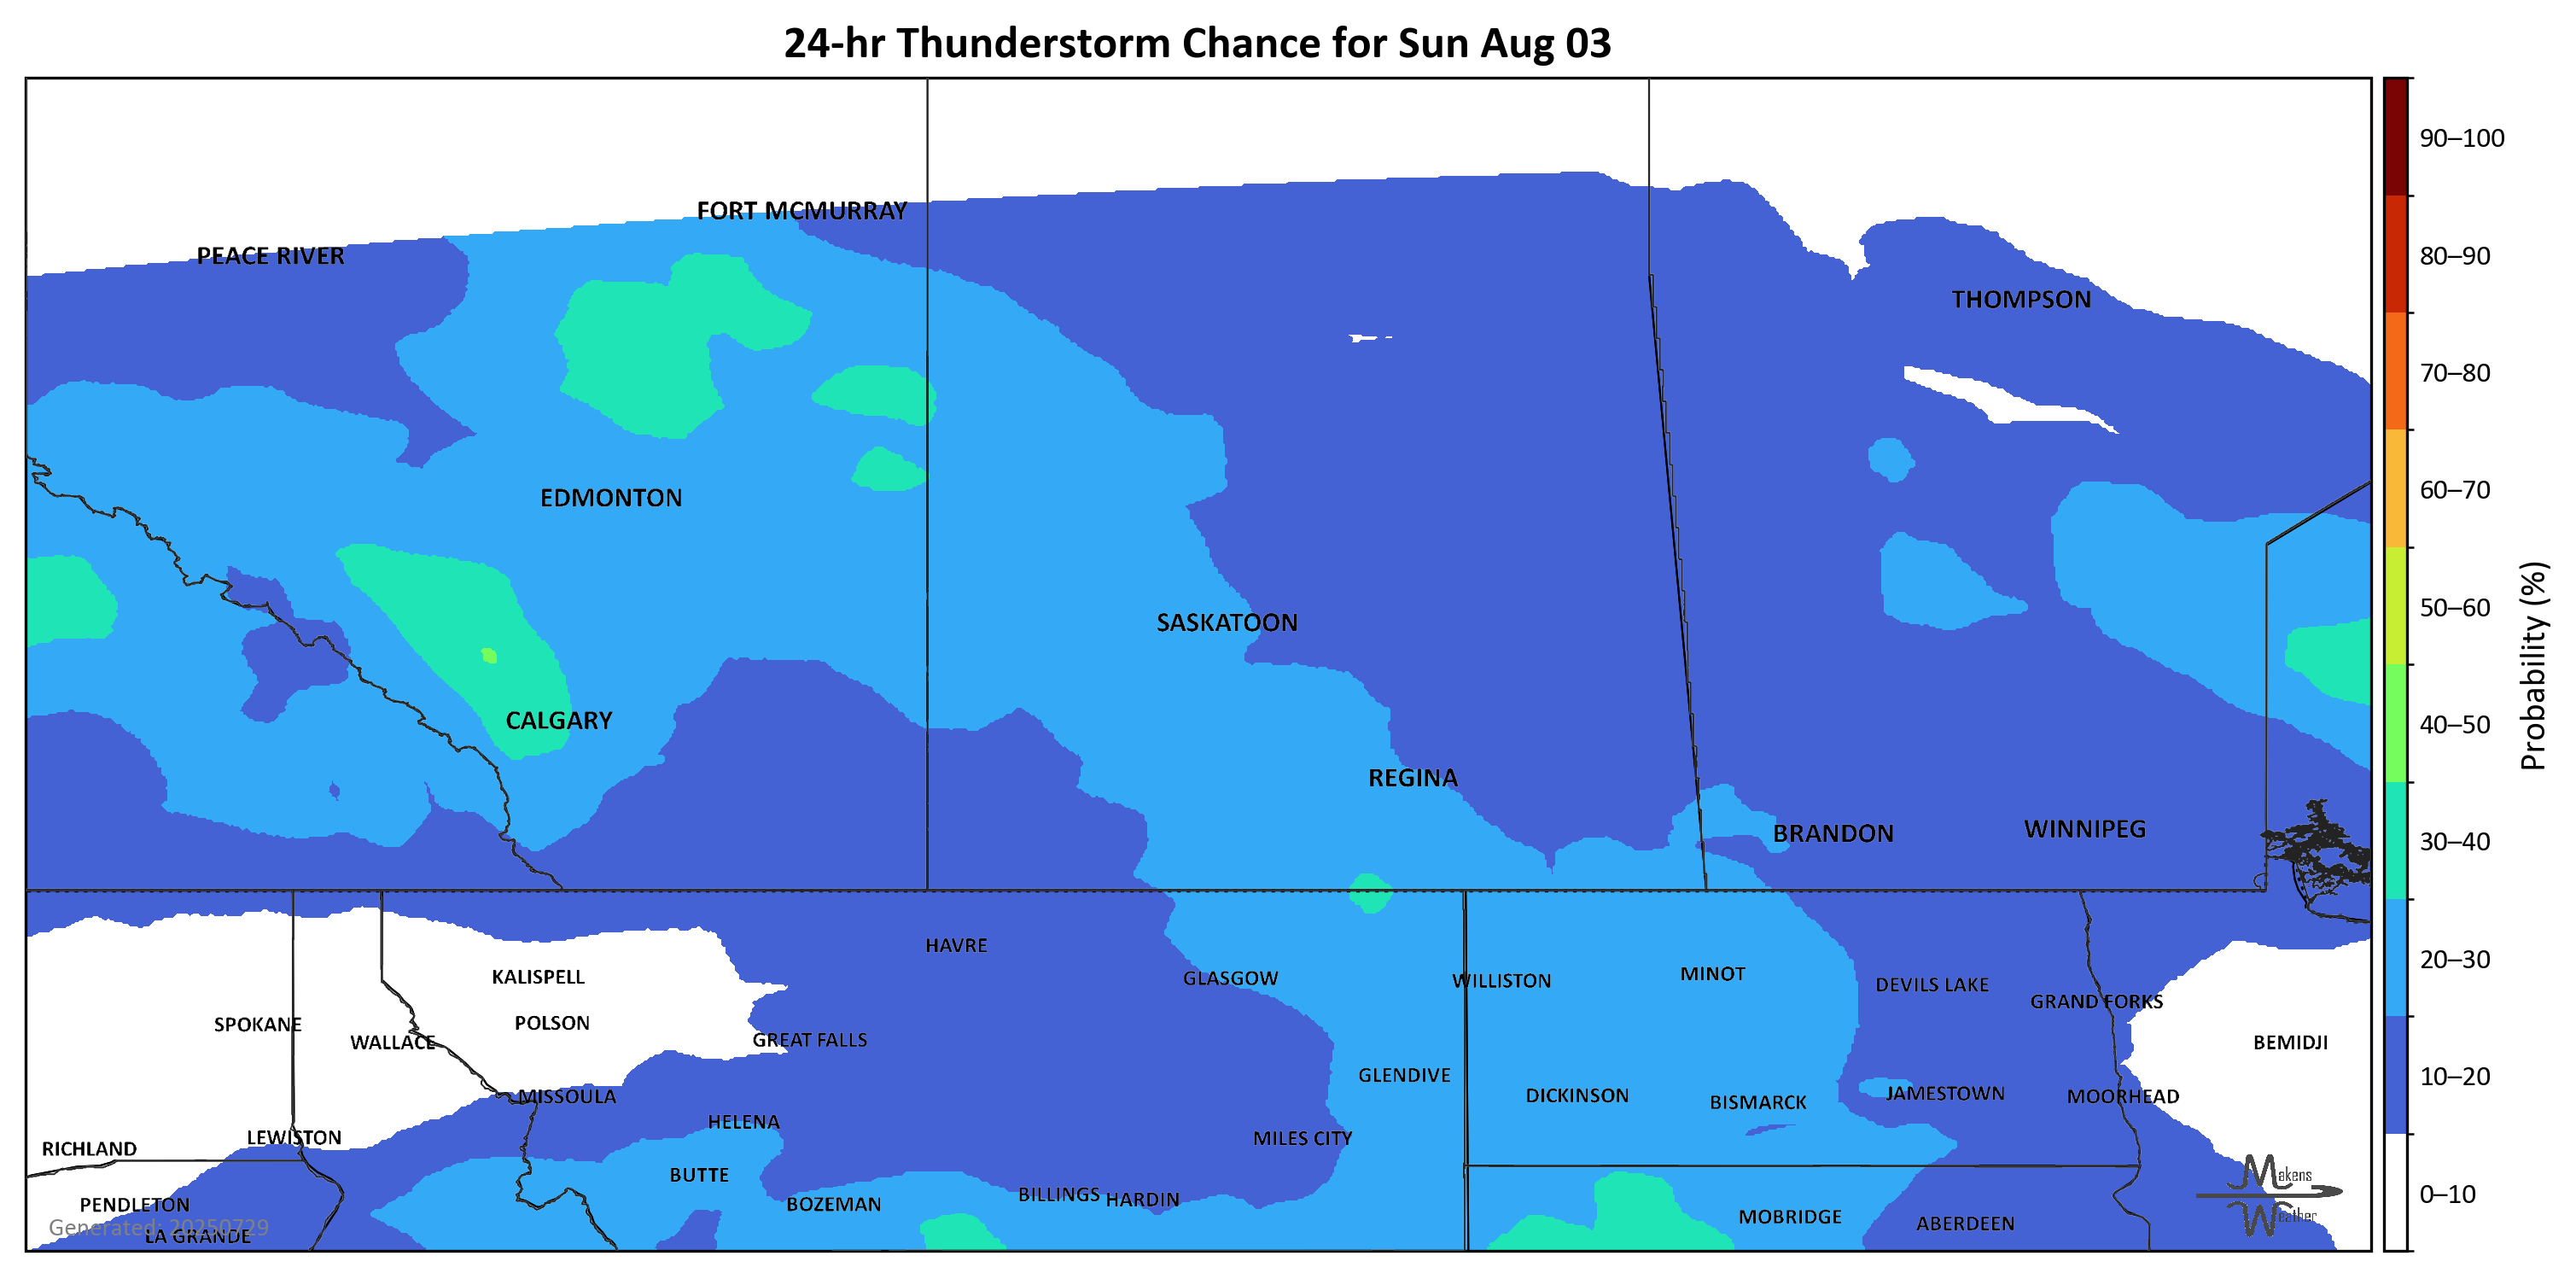 24-hr Thunderstorm Chance for Sun Aug 03
90–100
FORT MCMURRAY
PEACE RIVER
80–90
THOMPSON
70–80
60–70
EDMONTON
50–60
SASKATOON
Probability (%)
CALGARY
40–50
REGINA
WINNIPEG
BRANDON
30–40
HAVRE
20–30
MINOT
KALISPELL
GLASGOW
WILLISTON
DEVILS LAKE
GRAND FORKS
POLSON
SPOKANE
GREAT FALLS
WALLACE
BEMIDJI
GLENDIVE
10–20
JAMESTOWN
DICKINSON
MISSOULA
MOORHEAD
BISMARCK
HELENA
LEWISTON
MILES CITY
RICHLAND
BUTTE
Makens
BILLINGS
0–10
HARDIN
PENDLETON
BOZEMAN
MOBRIDGE
Weather
ABERDEEN
Generated: 20250729
LA GRANDE